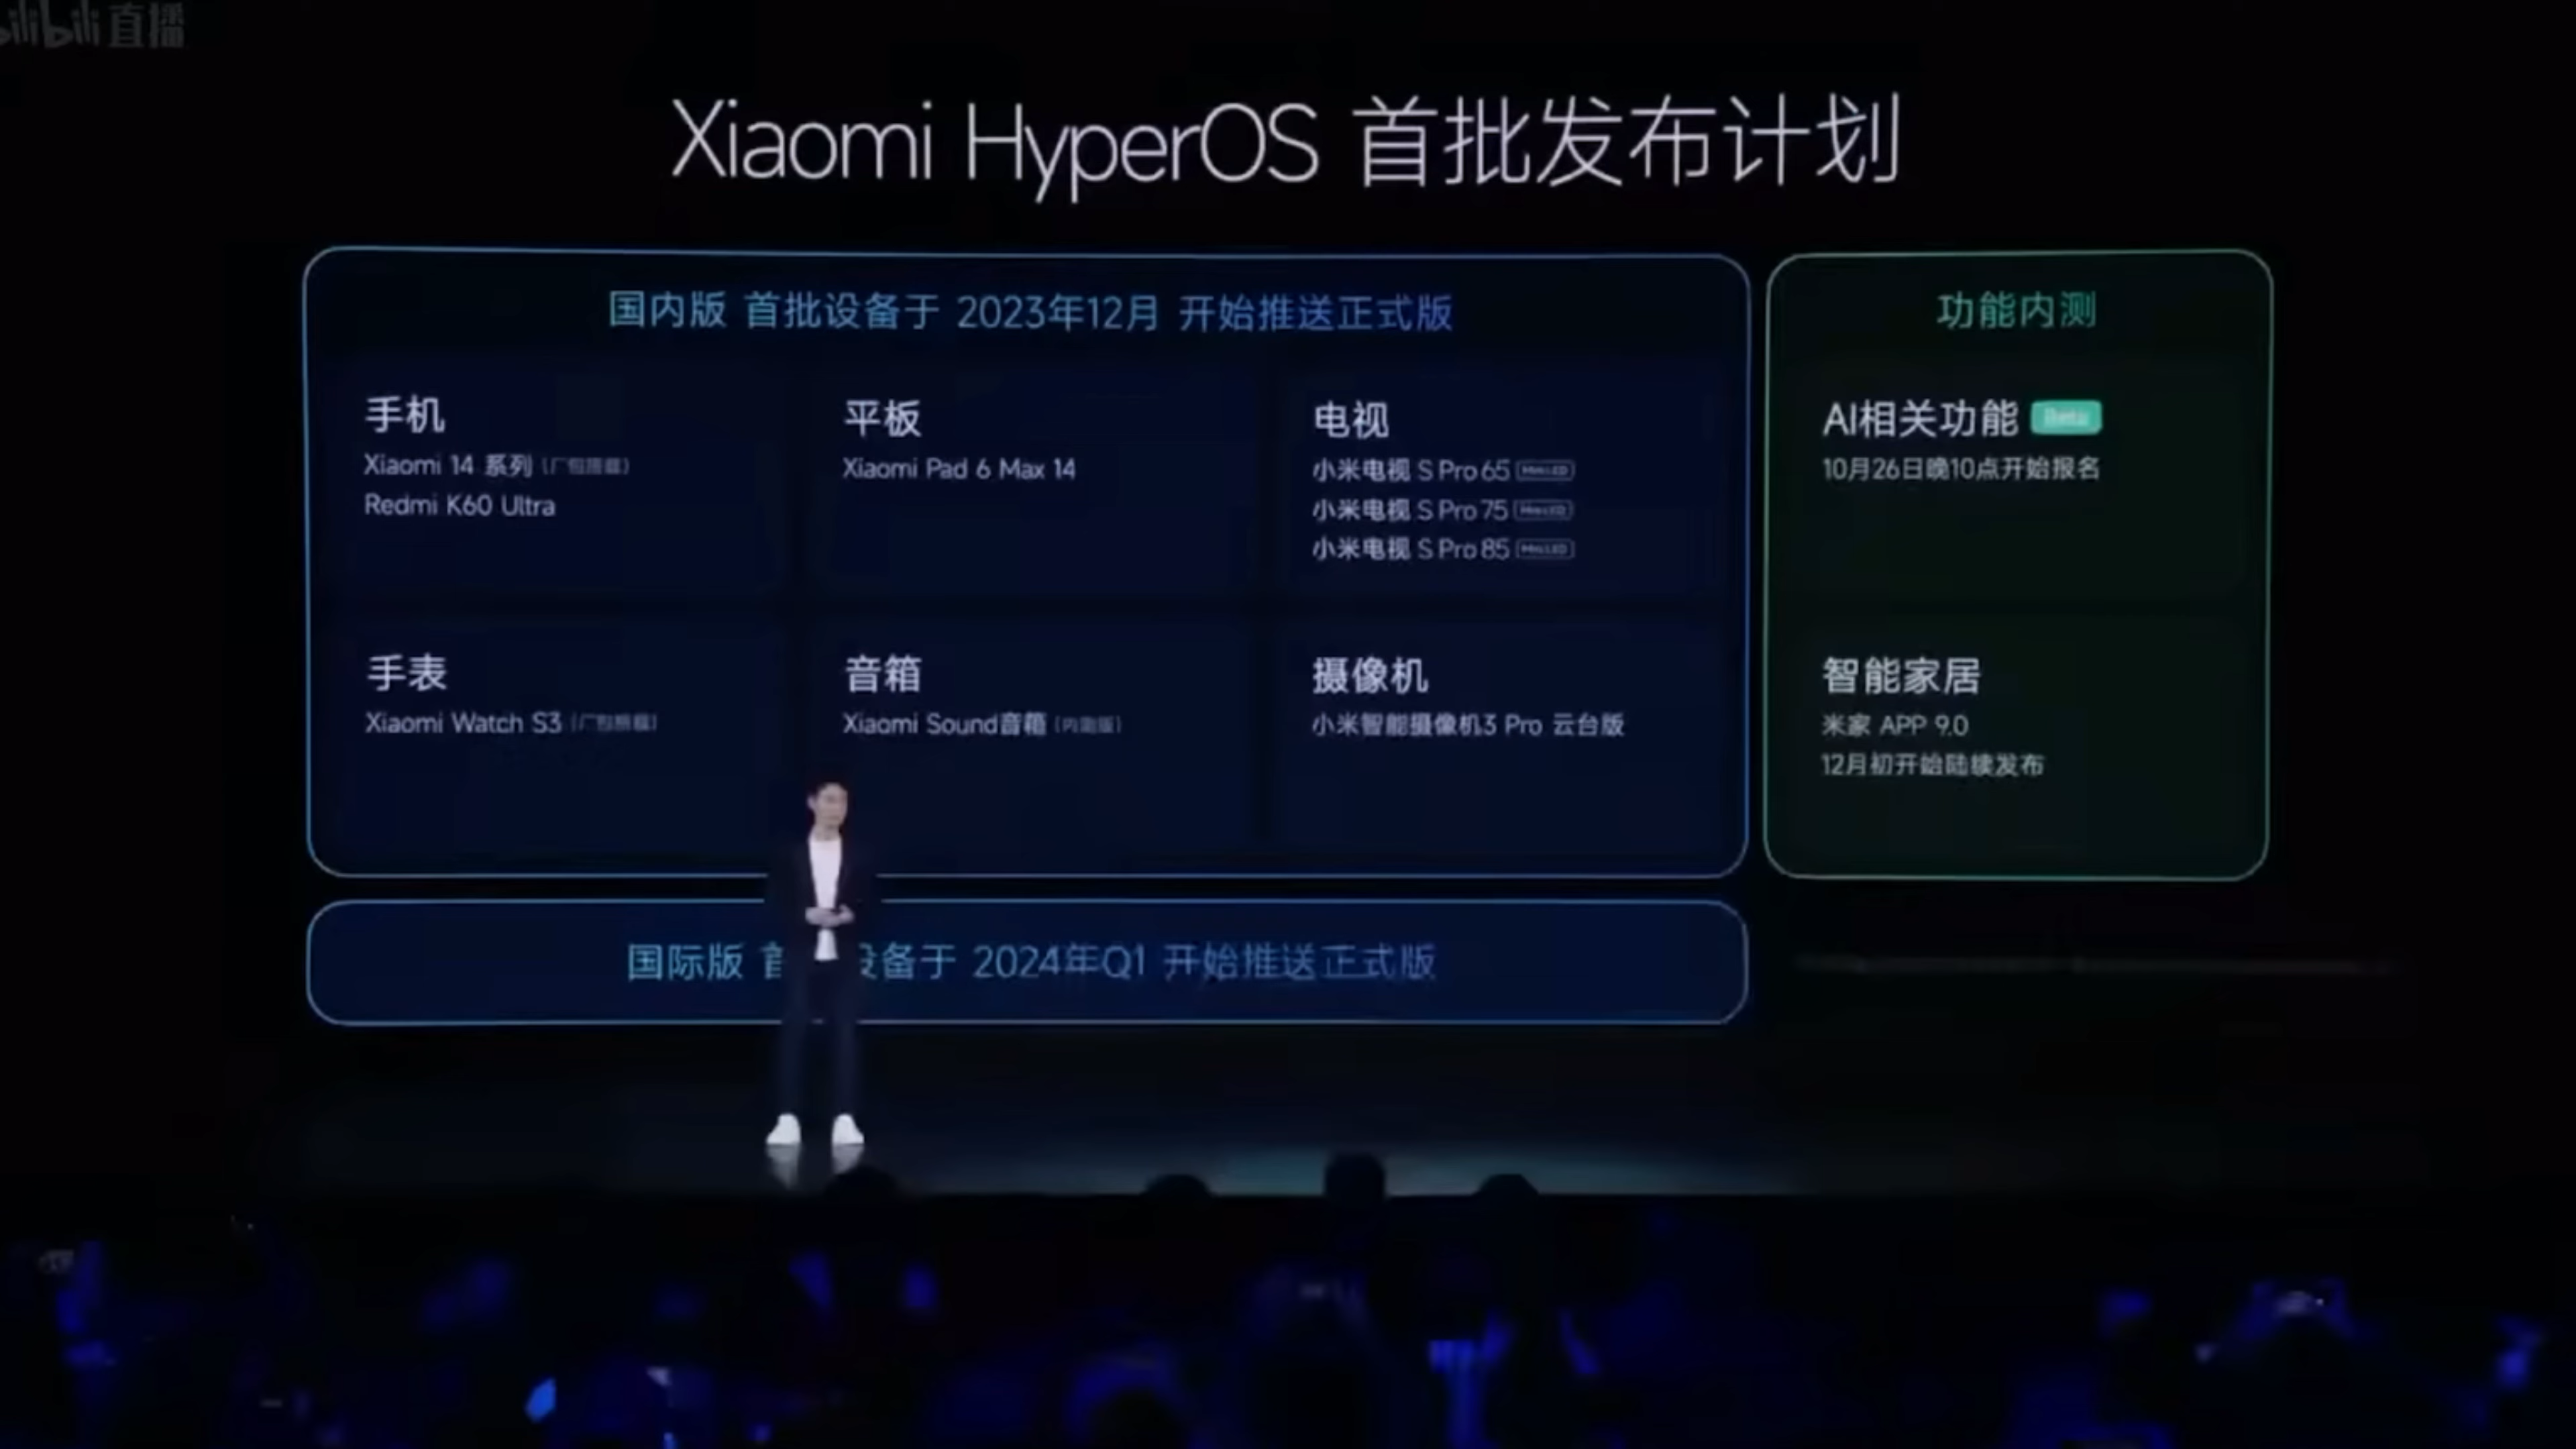 bilibili 直播
Xiaomi HyperOS 首批发布计划
国内版 首批设备于 2023年12月 开始推送正式版
手机
Xiaomi 14 系列
Redmi K60 Ultra
平板
Xiaomi Pad 6 Max 14
电视
小米电视 S Pro 65
小米电视 S Pro 75
小米电视 S Pro 85
手表
Xiaomi Watch S3
音箱
Xiaomi Sound音箱
摄像机
小米智能摄像机3 Pro 云台版
功能内测
AI相关功能 Beta
10月26日晚10点开始报名
智能家居
米家 APP 9.0
12月初开始陆续发布
国际版 首 设备于 2024年Q1 开始推送正式版